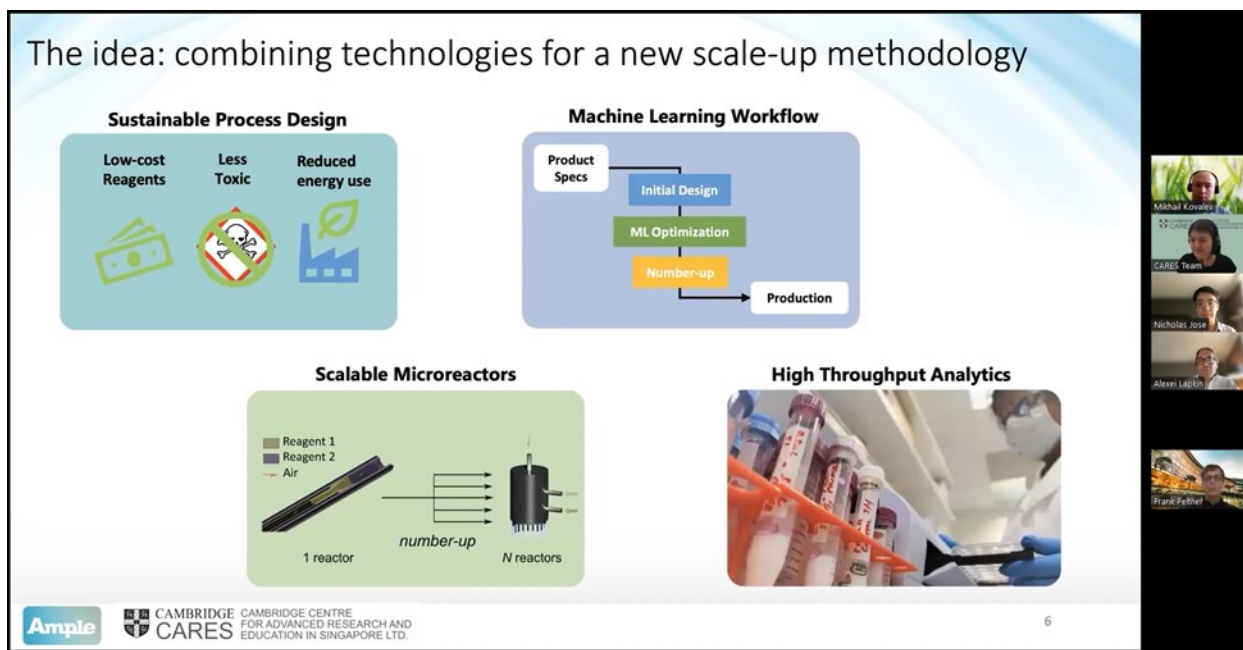 The idea: combining technologies for a new scale-up methodology
Sustainable Process Design
Low-cost
Reagents
Less
Toxic
Reduced
energy use
Machine Learning Workflow
Product
Specs
Initial Design
ML Optimization
Number-up
Production
Scalable Microreactors
Reagent 1
Reagent 2
Air
number-up
1 reactor
N reactors
High Throughput Analytics
Ample
CAMBRIDGE
CARES
CAMBRIDGE CENTRE
FOR ADVANCED RESEARCH AND
EDUCATION IN SINGAPORE LTD.
6
Mikhail Kovalev
CARES
CARES Team
Nicholas Jose
Alexei Lapkin
Frank Peltner